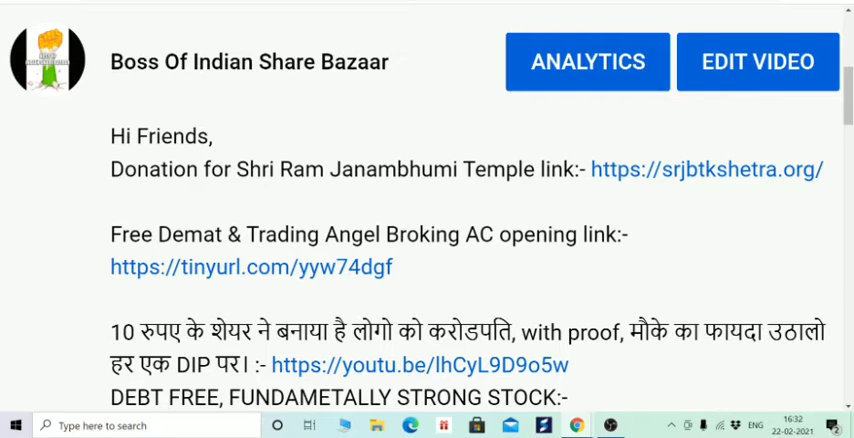 Boss Of Indian Share Bazaar
ANALYTICS
EDIT VIDEO
Hi Friends,
Donation for Shri Ram Janambhumi Temple link:- https://srjbtkshetra.org/
Free Demat & Trading Angel Broking AC opening link:-
https://tinyurl.com/yyw74dgf
10 रुपए के शेयर ने बनाया है लोगो को करोडपति, with proof, मौके का फायदा उठालो
हर एक DIP पर। :- https://youtu.be/lhCyL9D9o5w
DEBT FREE, FUNDAMETALLY STRONG STOCK:-
Type here to search
ENG
16:32
22-02-2021
2